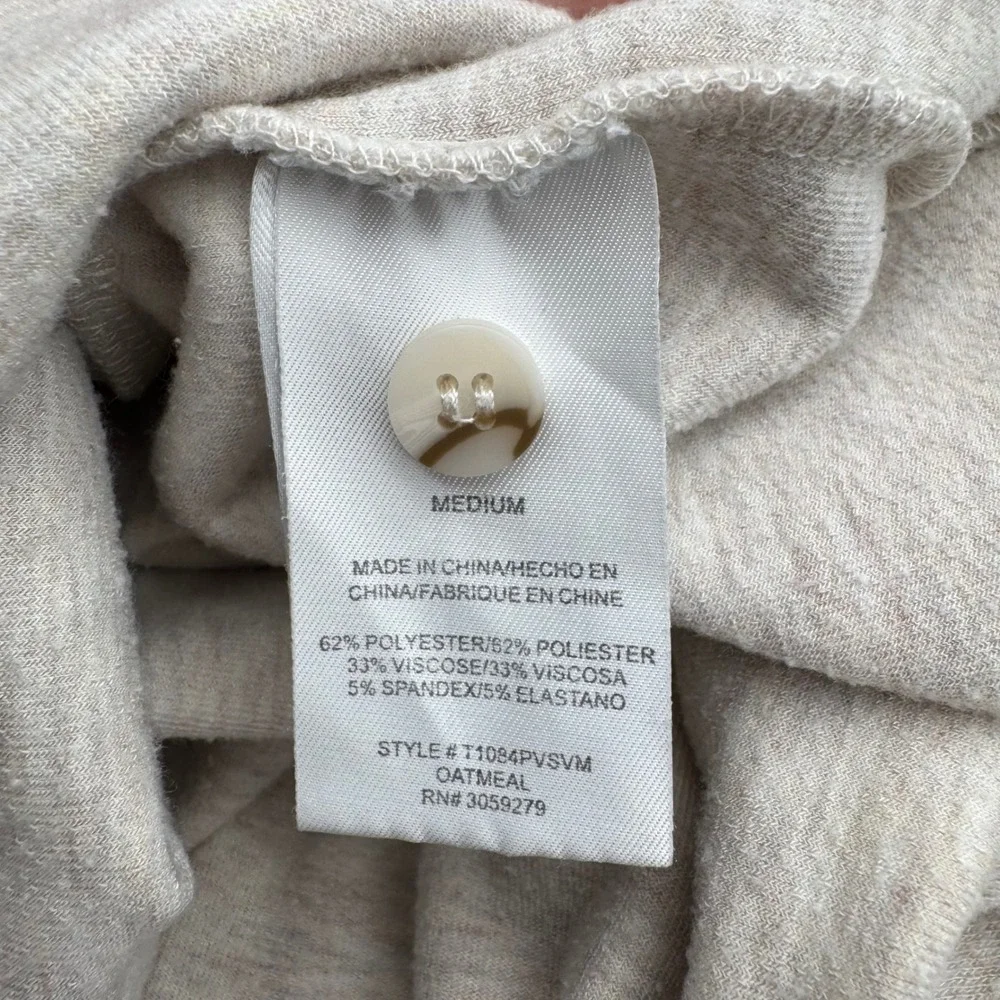 MEDIUM
MADE IN CHINA/HECHO EN
CHINA/FABRIQUE EN CHINE
62% POLYESTER/62% POLIESTER
33% VISCOSE/33% VISCOSA
5% SPANDEX/5% ELASTANO
STYLE # T1084PVSVM
OATMEAL
RN# 3059279